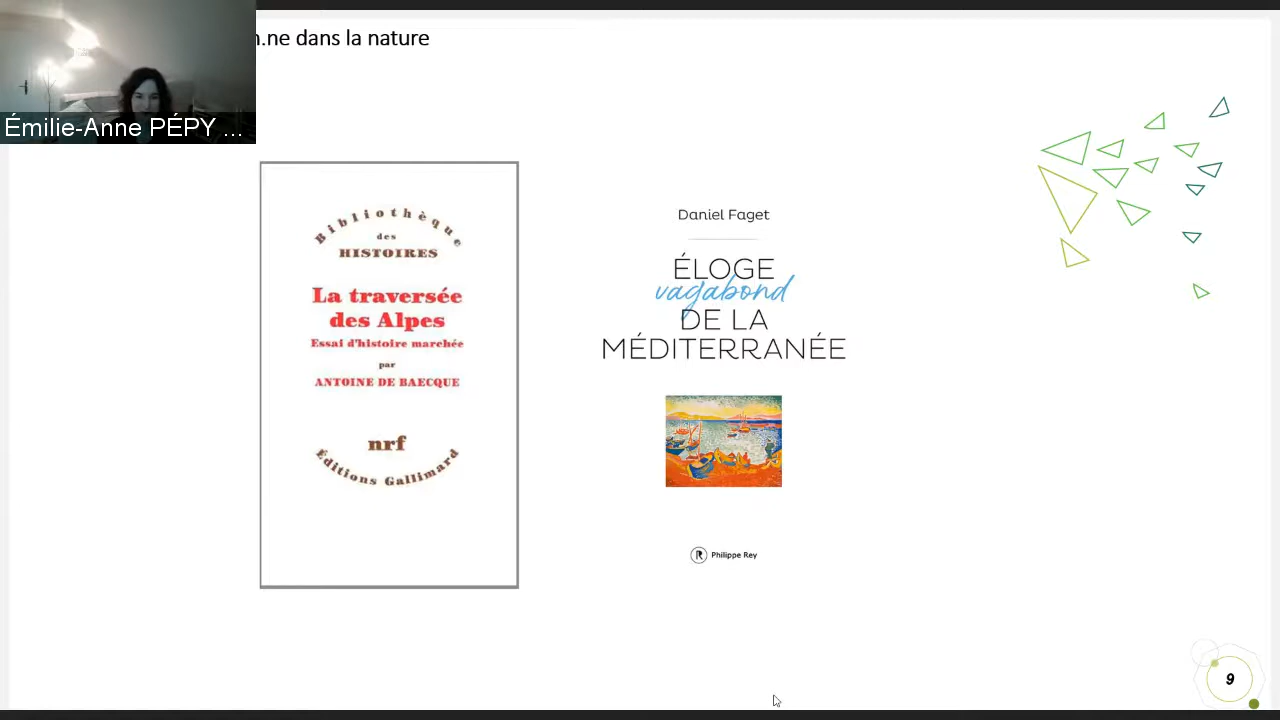 .ne dans la nature
Émilie-Anne PÉPY ...
Bibliothèque
des
HISTOIRES
La traversée
des Alpes
Essai d'histoire marchée
par
ANTOINE DE BAECQUE
nrf
Éditions Gallimard
Daniel Faget
ÉLOGE
vagabond
DE LA
MÉDITERRANÉE
R Philippe Rey
9